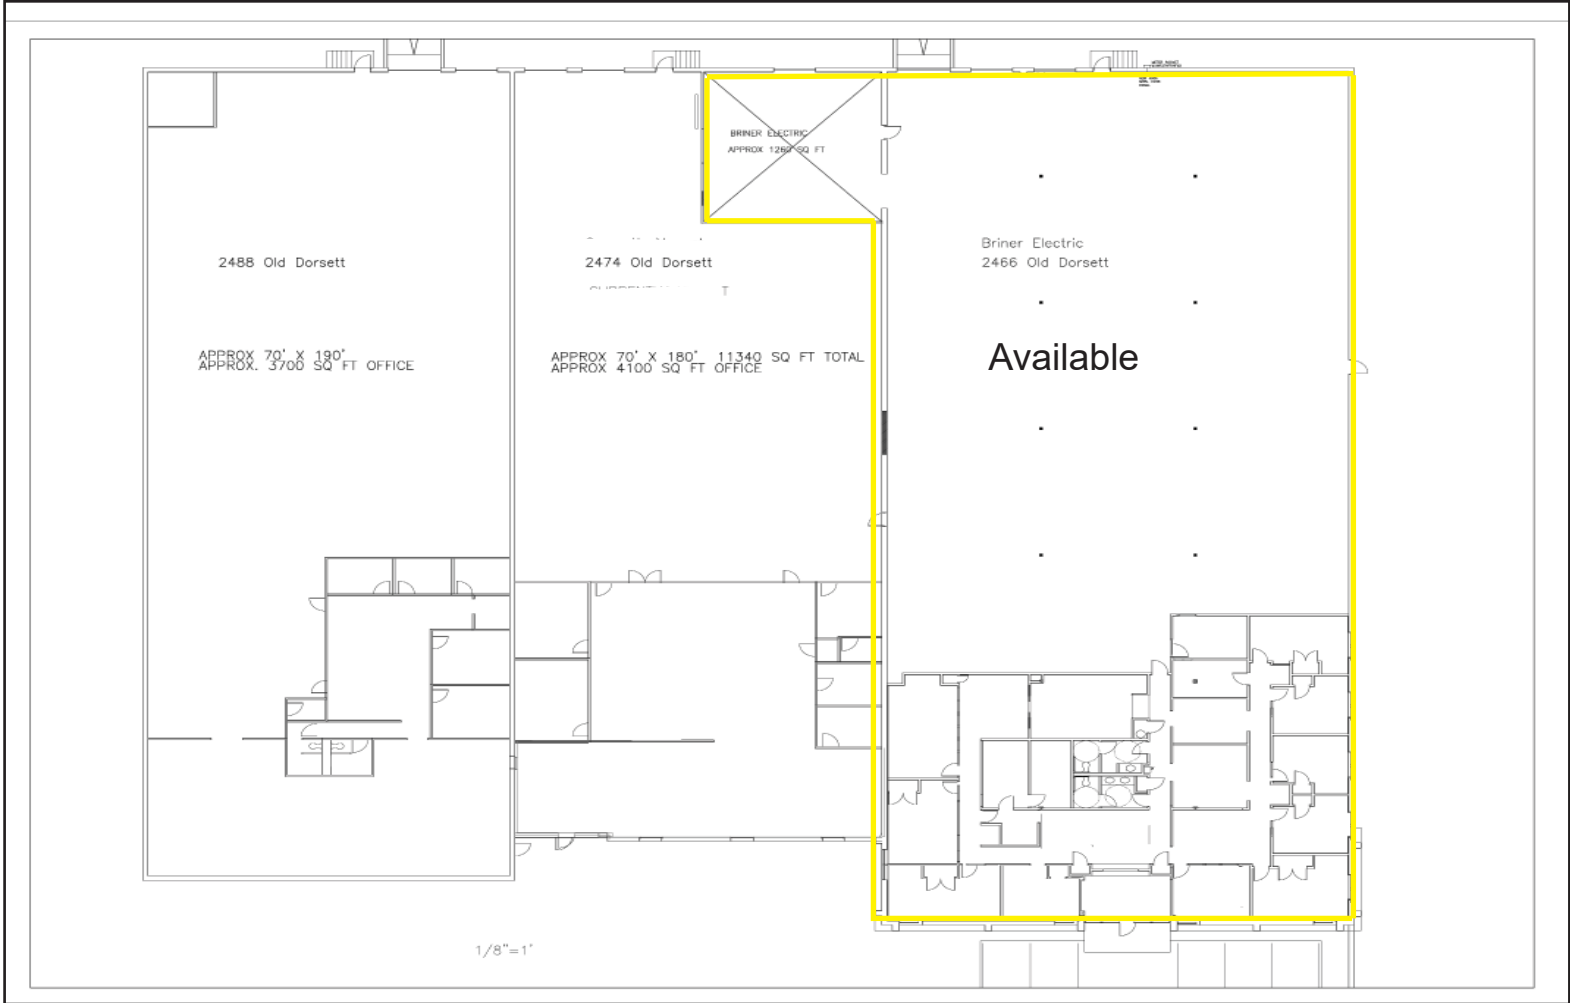 BRINER ELECTRIC
APPROX 1260 SQ FT
2488 Old Dorsett
APPROX 70' X 190'
APPROX. 3700 SQ FT OFFICE
2474 Old Dorsett
APPROX 70' X 180' 11340 SQ FT TOTAL
APPROX 4100 SQ FT OFFICE
Briner Electric
2466 Old Dorsett
Available
1/8"=1'